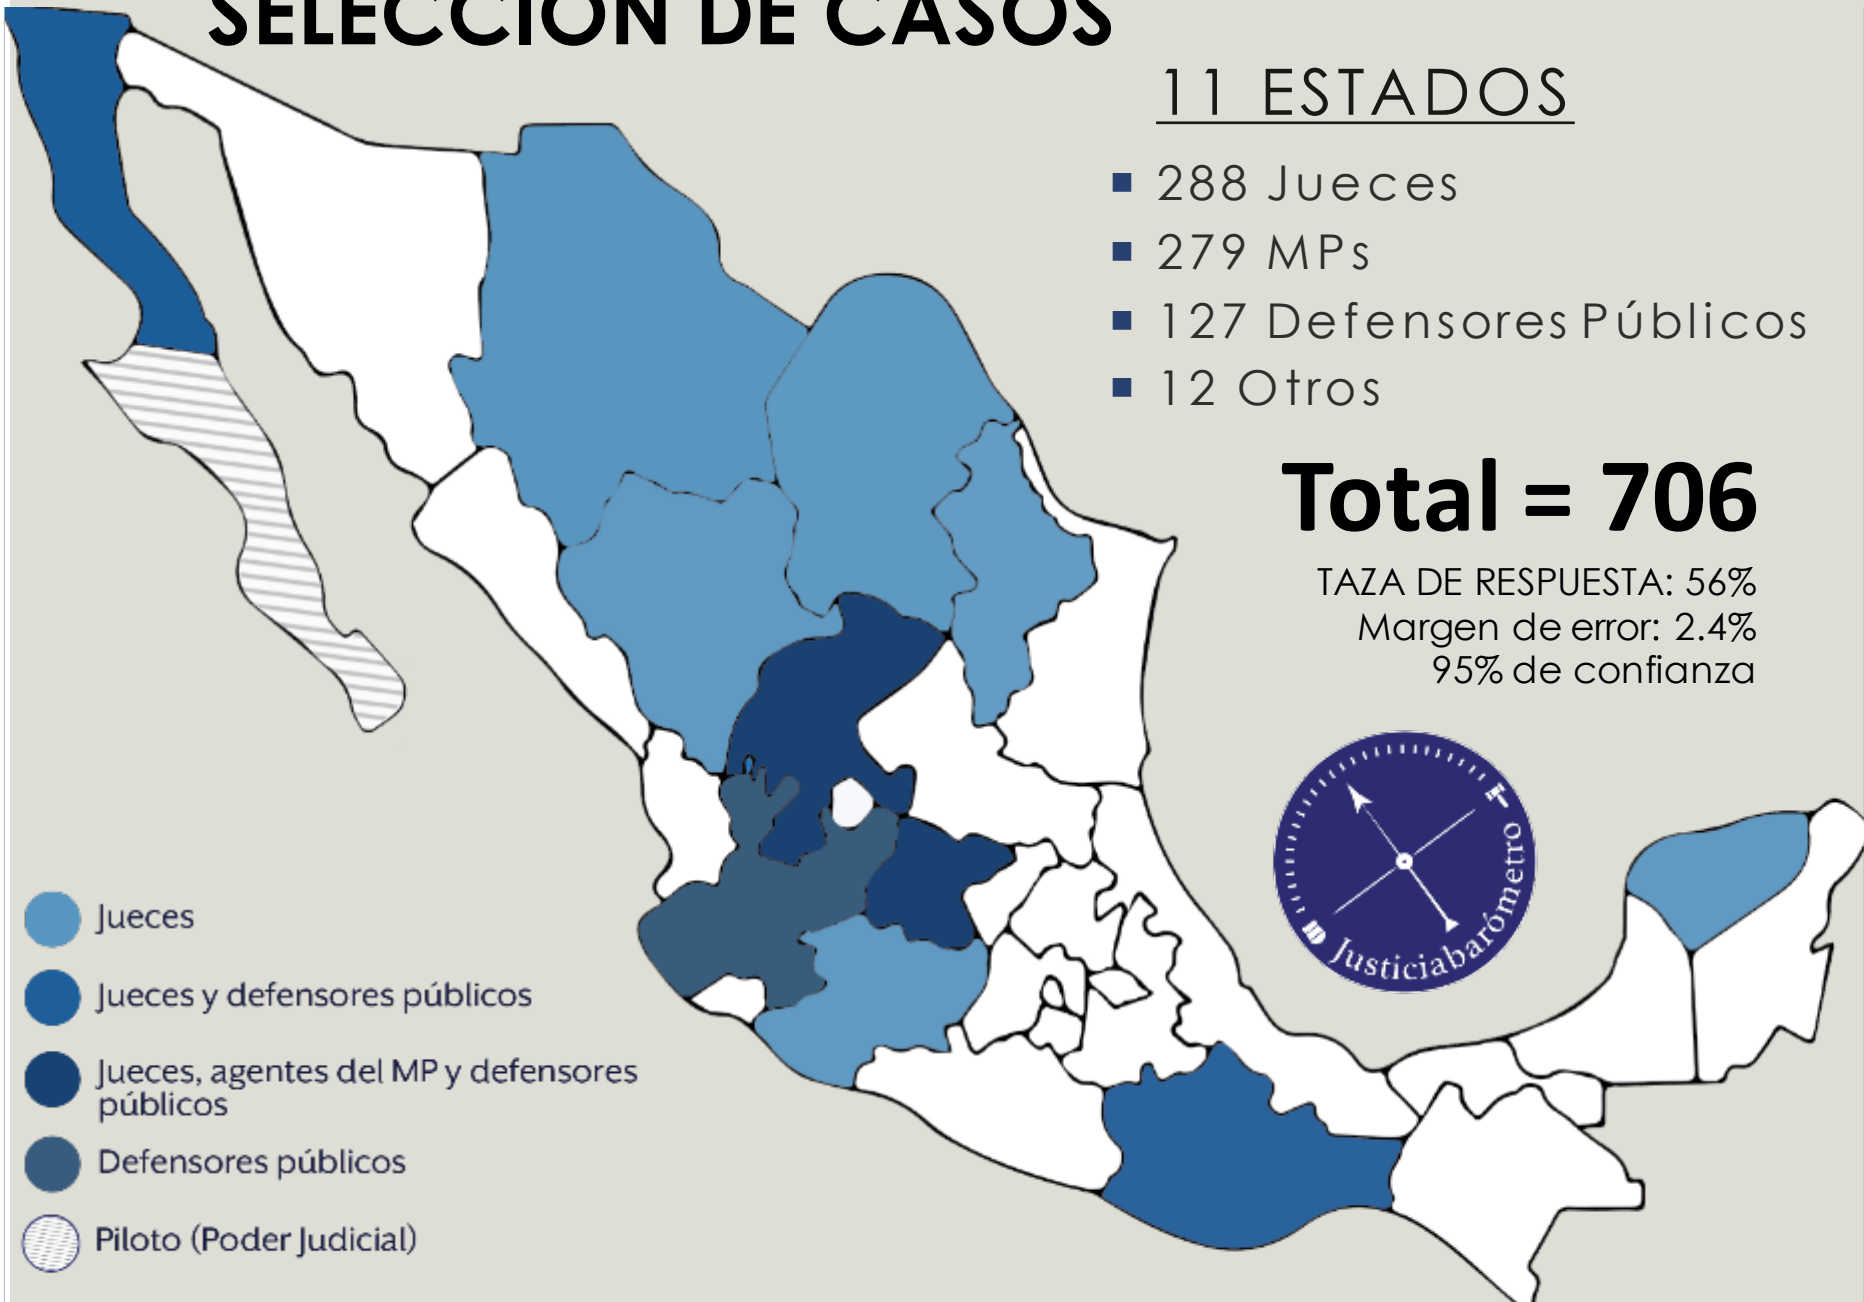 SELECCIÓN DE CASOS
11 ESTADOS
▪ 288 Jueces
▪ 279 MPs
▪ 127 Defensores Públicos
▪ 12 Otros
Total = 706
TAZA DE RESPUESTA: 56%
Margen de error: 2.4%
95% de confianza
Justiciabarómetro
Jueces
Jueces y defensores públicos
Jueces, agentes del MP y defensores
públicos
Defensores públicos
Piloto (Poder Judicial)